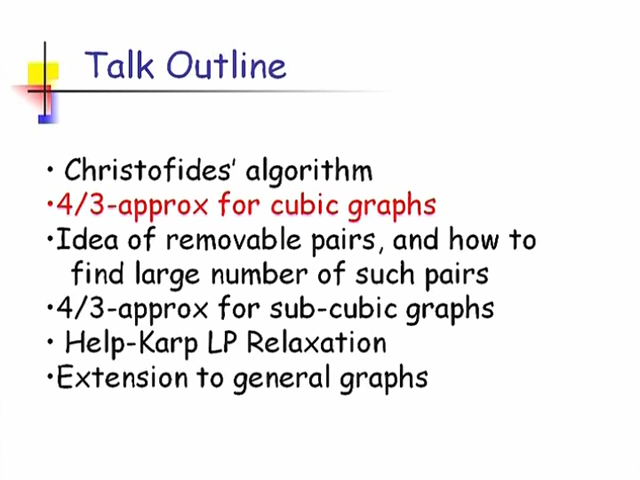 Talk Outline
• Christofides' algorithm
•4/3-approx for cubic graphs
•Idea of removable pairs, and how to
find large number of such pairs
•4/3-approx for sub-cubic graphs
• Help-Karp LP Relaxation
•Extension to general graphs